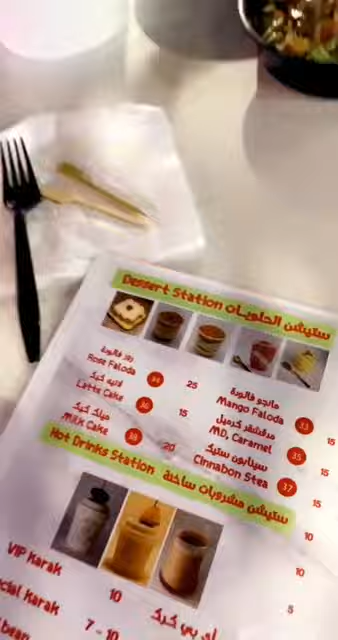 Dessert Station ستيشن الحلويات
روز فالودة
Rose Faloda 34 25
مانجو فالودة
Mango Faloda 33 15
لاتيه كيك
Latte Cake 36 15
MD, Caramel 35 15
ميلك كيك
Milk Cake 38 20
سينابون ستيك
Cinnabon Stea 37 15
Hot Drinks Station ستيشن مشروبات ساخنة
10
VIP Karak 10
10
cial Karak 7 - 10
5